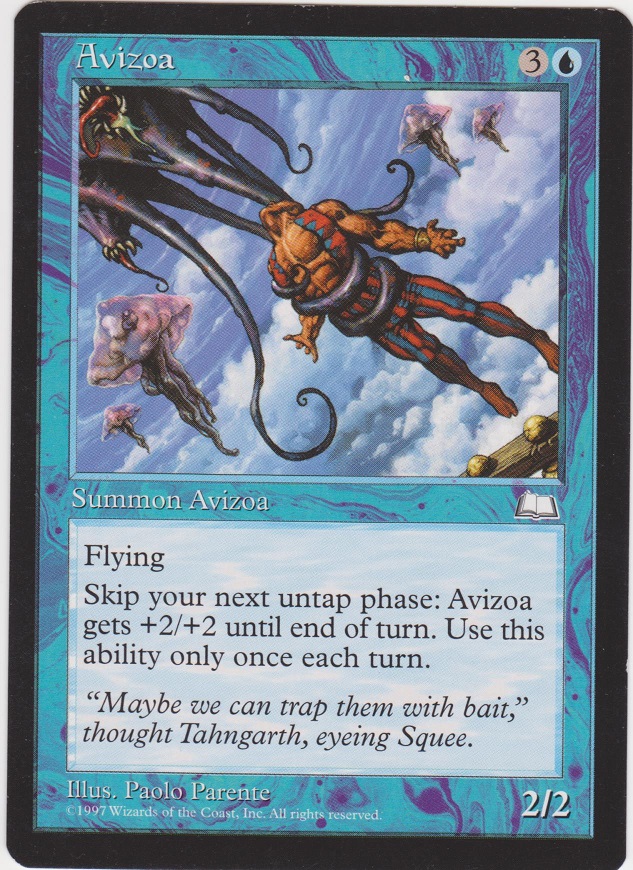 Avizoa 3
Summon Avizoa
Flying
Skip your next untap phase: Avizoa
gets +2/+2 until end of turn. Use this
ability only once each turn.
“Maybe we can trap them with bait,”
thought Tahngarth, eyeing Squee.
Illus. Paolo Parente
©1997 Wizards of the Coast, Inc. All rights reserved.
2/2